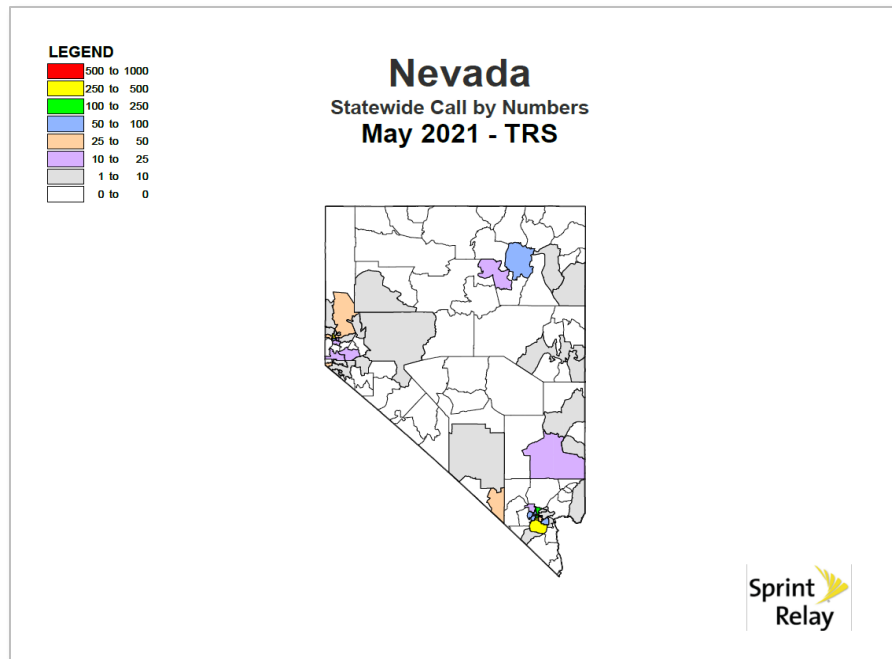 LEGEND
500 to 1000
250 to 500
100 to 250
50 to 100
25 to 50
10 to 25
1 to 10
0 to 0
Nevada
Statewide Call by Numbers
May 2021 - TRS
Sprint
Relay